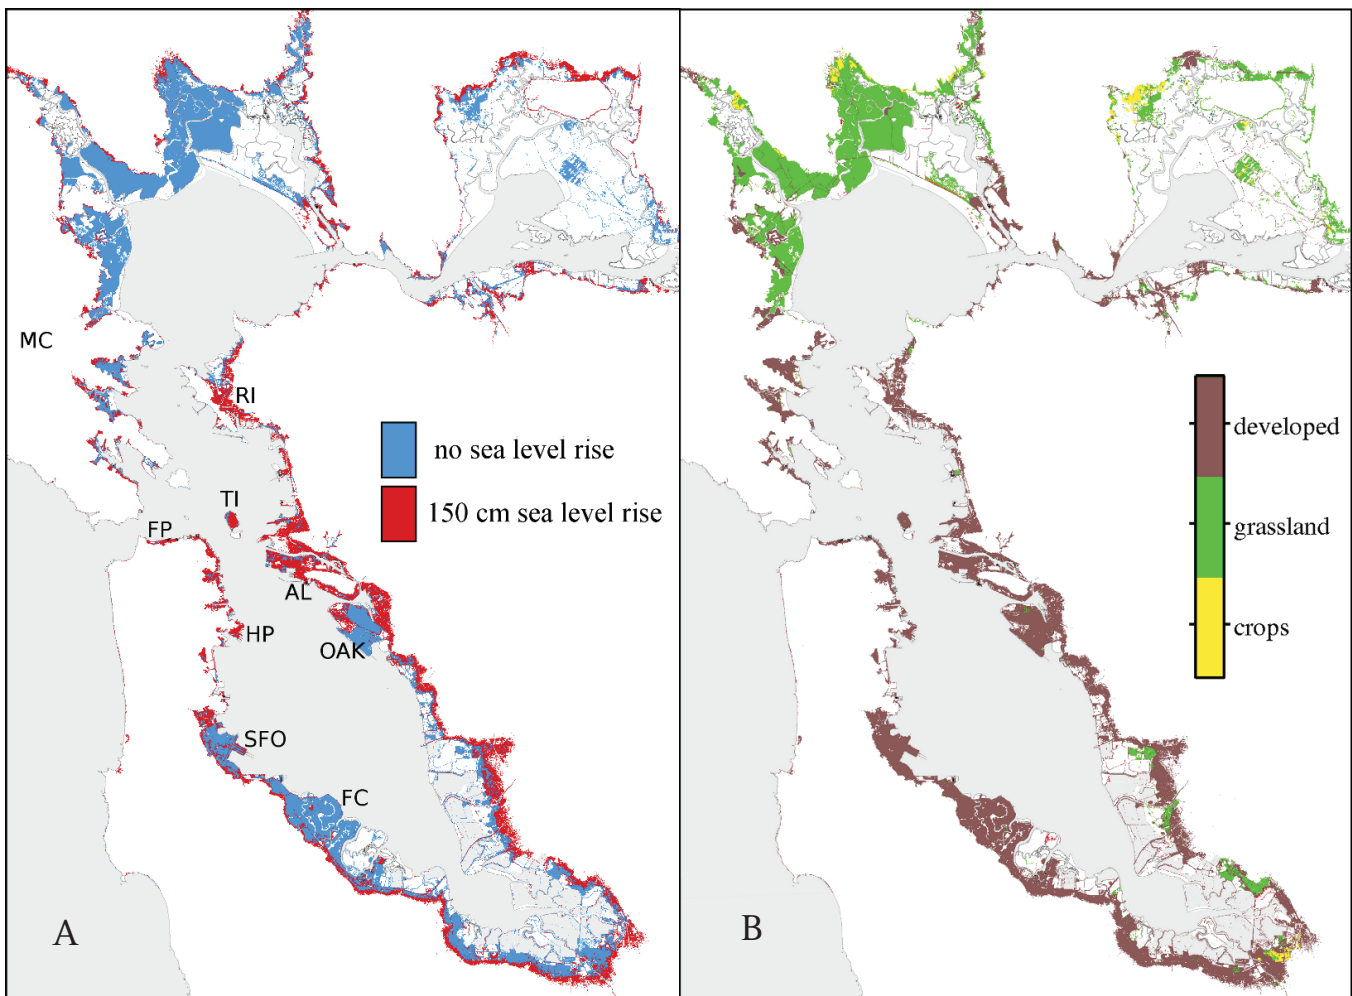 MC
RI
no sea level rise
150 cm sea level rise
TI
FP
AL
HP
OAK
SFO
FC
A
developed
grassland
crops
B